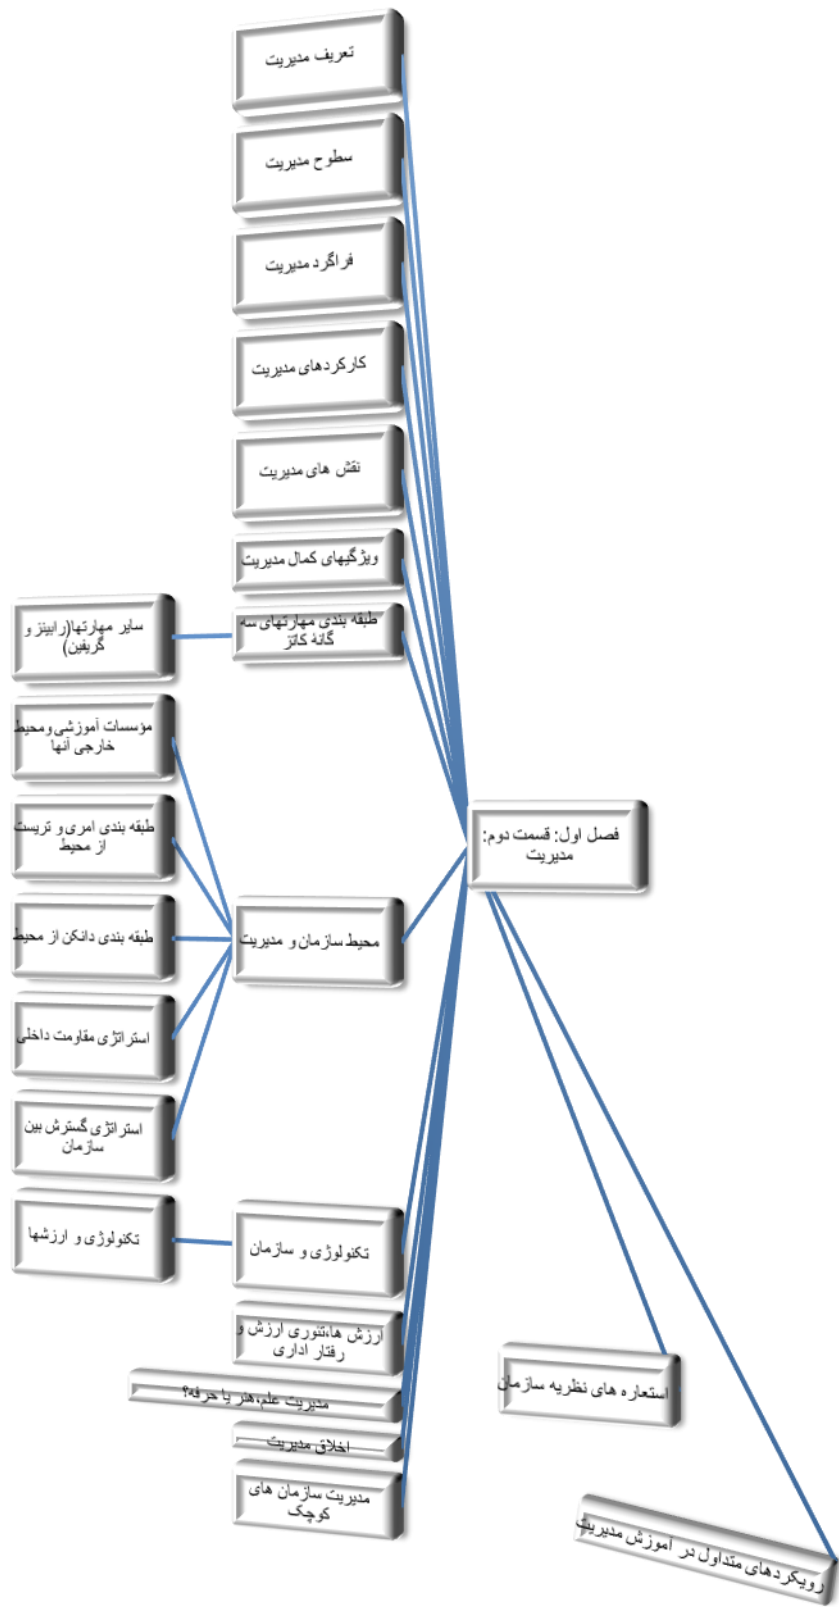 تعریف مدیریت
سطوح مدیریت
فراگرد مدیریت
کارکردهای مدیریت
نقش های مدیریت
ویژگیهای کمال مدیریت
طبقه بندی مهارتهای سه
گانۀ کاتز
سایر مهارتها(رابینز و
گریفین)
مؤسسات آموزشی ومحیط
خارجی آنها
طبقه بندی امری و تریست
از محیط
طبقه بندی دانکن از محیط
استراتژی مقاومت داخلی
استراتژی گسترش بین
سازمان
فصل اول: قسمت دوم:
مدیریت
محیط سازمان و مدیریت
تکنولوژی و سازمان
تکنولوژی و ارزشها
ارزش ها،تئوری ارزش و
رفتار اداری
مدیریت علم،هنر یا حرفه؟
اخلاق مدیریت
مدیریت سازمان های
کوچک
استعاره های نظریه سازمان
رویکردهای متداول در آموزش مدیریت